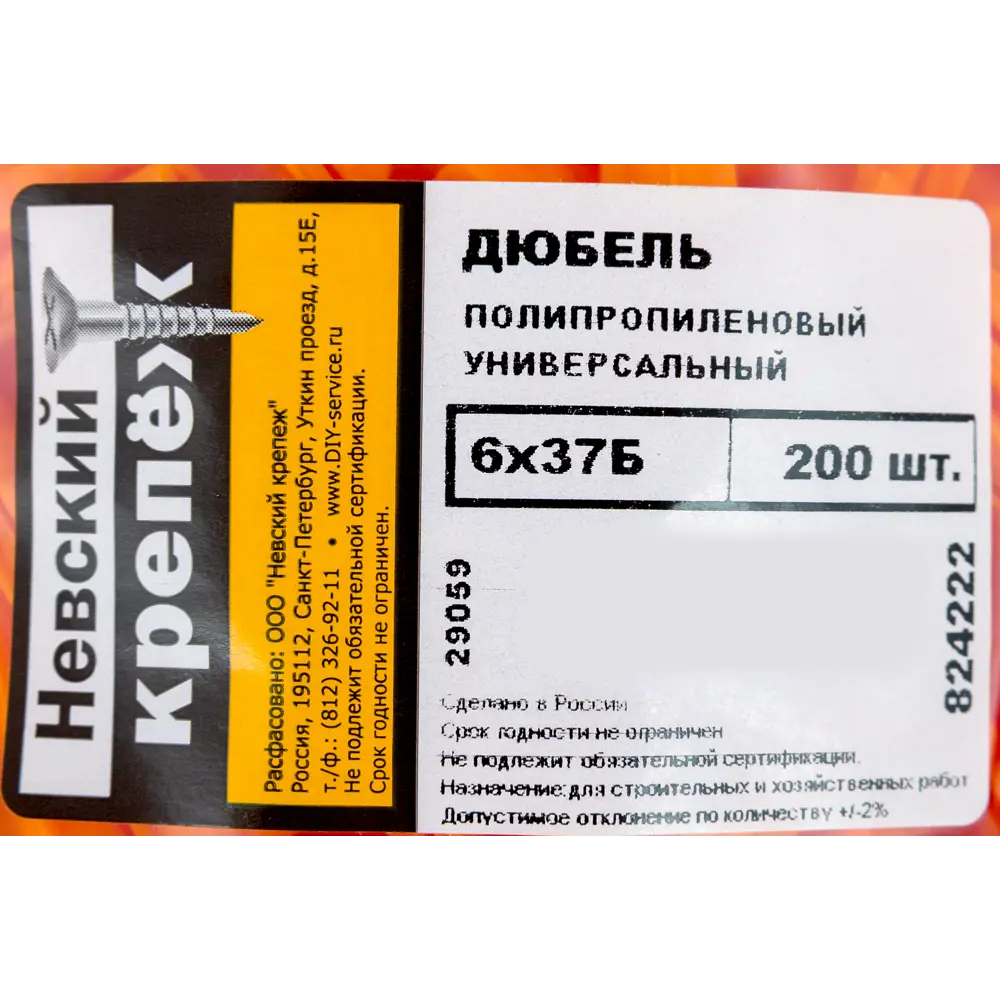 Невский
крепёж
Расфасовано: ООО "Невский крепеж"
Россия, 195112, Санкт-Петербург, Уткин проезд, д.15Е,
т./ф.: (812) 326-92-11 • www.DIY-service.ru
Не подлежит обязательной сертификации.
Срок годности не ограничен.
ДЮБЕЛЬ
ПОЛИПРОПИЛЕНОВЫЙ
УНИВЕРСАЛЬНЫЙ
6х37Б
200 шт.
29059
824222
Сделано в России
Срок годности не ограничен
Не подлежит обязательной сертификации.
Назначение:для строительных и хозяйственных работ
Допустимое отклонение по количеству +/-2%